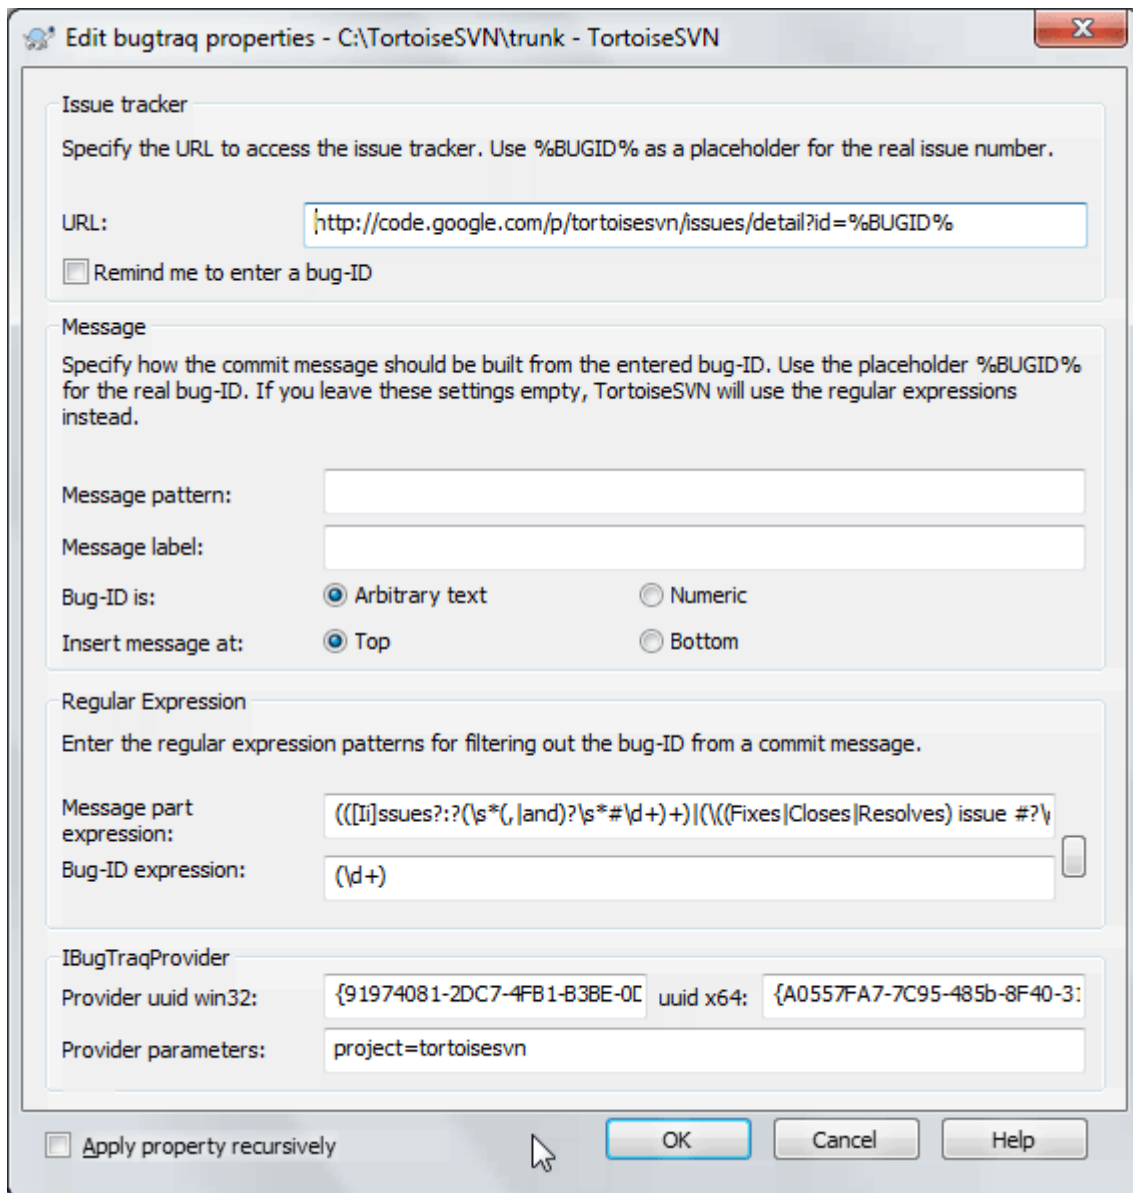 Edit bugtraq properties - C:\TortoiseSVN\trunk - TortoiseSVN
Issue tracker
Specify the URL to access the issue tracker. Use %BUGID% as a placeholder for the real issue number.
URL: http://code.google.com/p/tortoisesvn/issues/detail?id=%BUGID%
Remind me to enter a bug-ID
Message
Specify how the commit message should be built from the entered bug-ID. Use the placeholder %BUGID%
for the real bug-ID. If you leave these settings empty, TortoiseSVN will use the regular expressions
instead.
Message pattern:
Message label:
Bug-ID is: Arbitrary text Numeric
Insert message at: Top Bottom
Regular Expression
Enter the regular expression patterns for filtering out the bug-ID from a commit message.
Message part
expression:
(([Ii]ssues?:?(\s*(,|and)?\s*#\d+)+)|(\((Fixes|Closes|Resolves) issue #?\
Bug-ID expression: (\d+)
IBugTraqProvider
Provider uuid win32: {91974081-2DC7-4FB1-B3BE-0D uuid x64: {A0557FA7-7C95-485b-8F40-31
Provider parameters: project=tortoisesvn
Apply property recursively OK Cancel Help